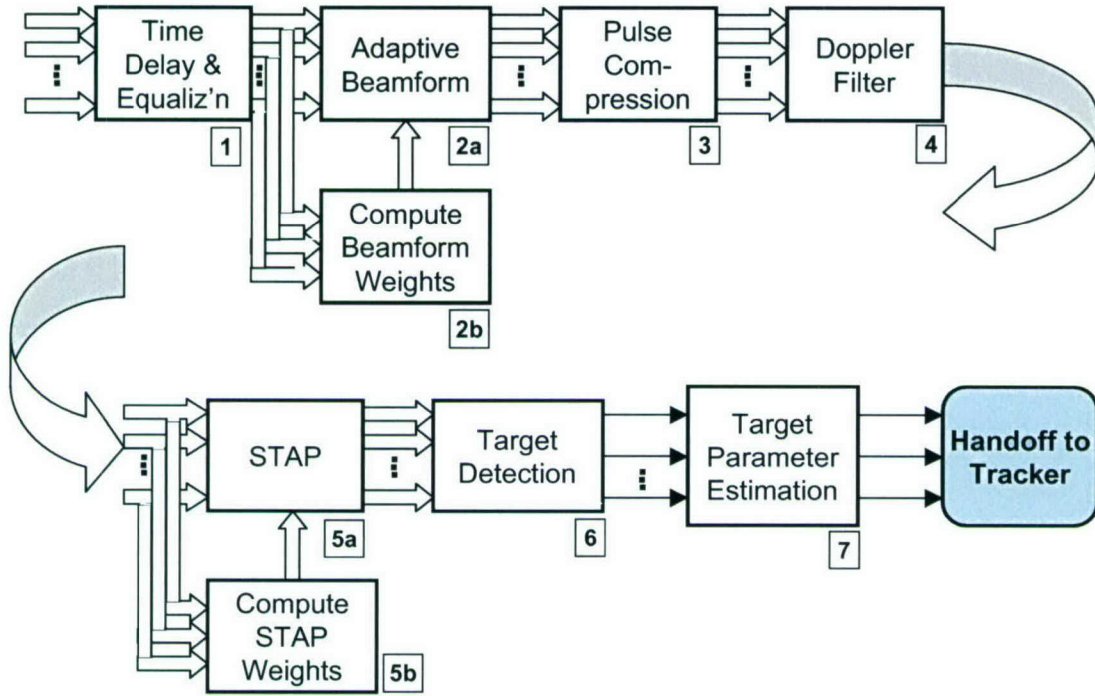 Time
Delay &
Equaliz'n
1
Adaptive
Beamform
2a
Pulse
Com-
pression
3
Doppler
Filter
4
Compute
Beamform
Weights
2b
STAP
5a
Target
Detection
6
Target
Parameter
Estimation
7
Handoff to
Tracker
Compute
STAP
Weights
5b